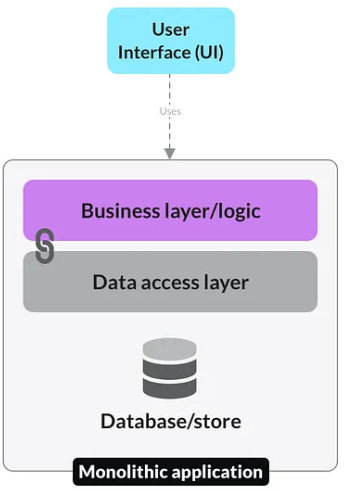 User
Interface (UI)
Uses
Business layer/logic
Data access layer
Database/store
Monolithic application